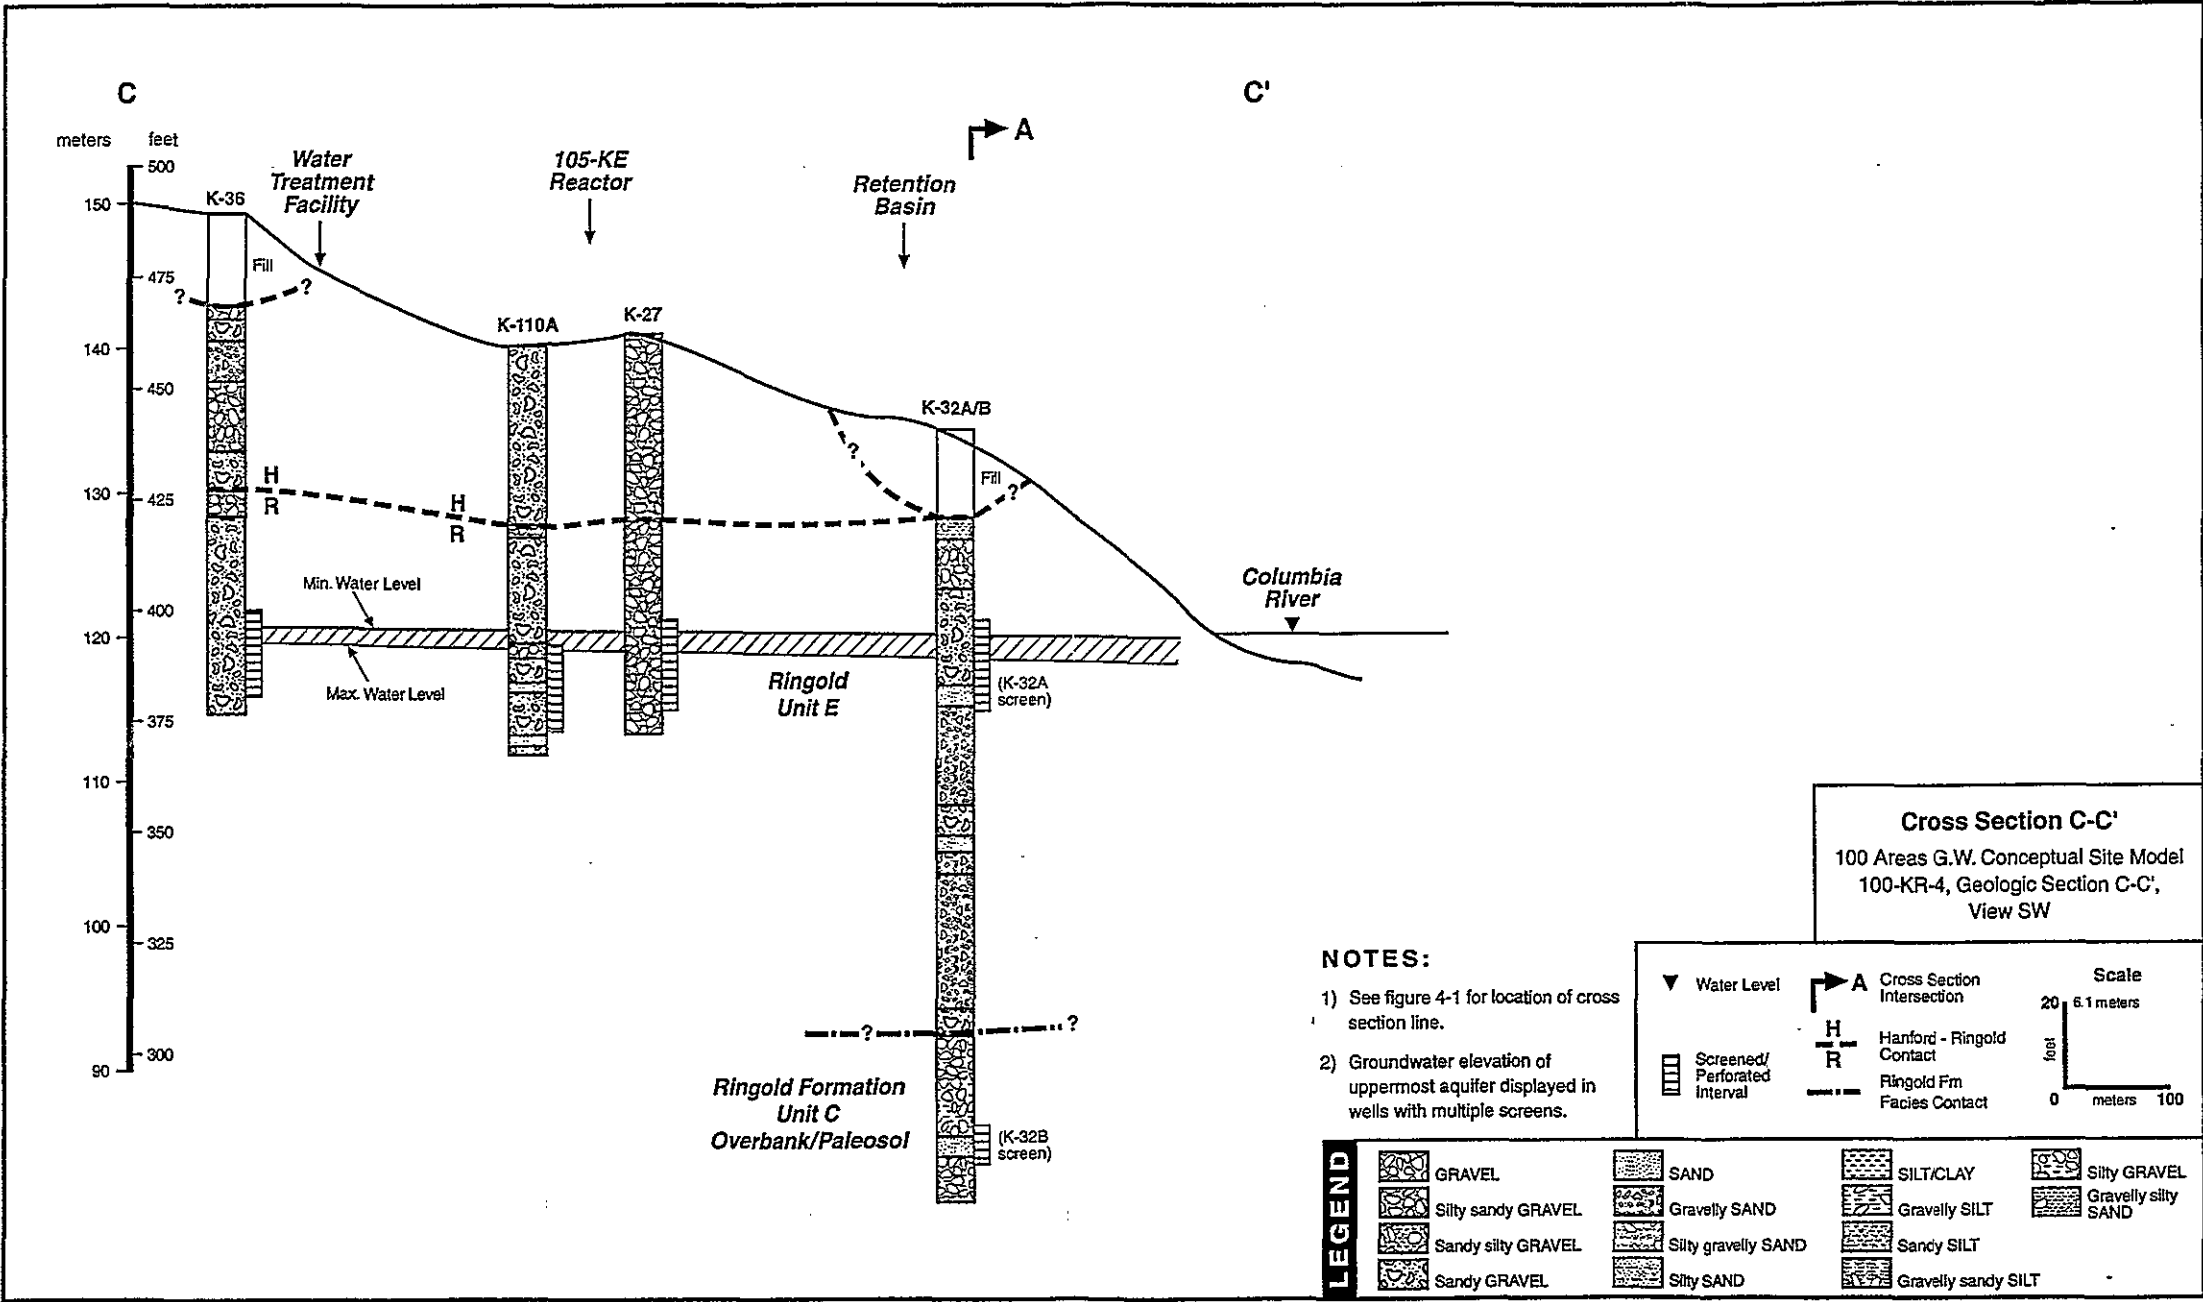 C
C'
A
meters
feet
500
475
450
425
400
375
350
325
300
150
140
130
120
110
100
90
Water
Treatment
Facility
105-KE
Reactor
Retention
Basin
K-36
Fill
?
?
K-110A
K-27
K-32A/B
?
Fill
?
H
R
H
R
Min. Water Level
Max. Water Level
Columbia
River
Ringold
Unit E
(K-32A
screen)
?
?
Ringold Formation
Unit C
Overbank/Paleosol
(K-32B
screen)
Cross Section C-C'
100 Areas G.W. Conceptual Site Model
100-KR-4, Geologic Section C-C',
View SW
NOTES:
1) See figure 4-1 for location of cross
section line.
2) Groundwater elevation of
uppermost aquifer displayed in
wells with multiple screens.
Water Level
Screened/
Perforated
Interval
A
Cross Section
Intersection
H
R
Hanford - Ringold
Contact
Ringold Fm
Facies Contact
Scale
20
6.1 meters
feet
0
meters
100
LEGEND
GRAVEL
Silty sandy GRAVEL
Sandy silty GRAVEL
Sandy GRAVEL
SAND
Gravelly SAND
Silty gravelly SAND
Silty SAND
SILT/CLAY
Gravelly SILT
Sandy SILT
Gravelly sandy SILT
Silty GRAVEL
Gravelly silty
SAND